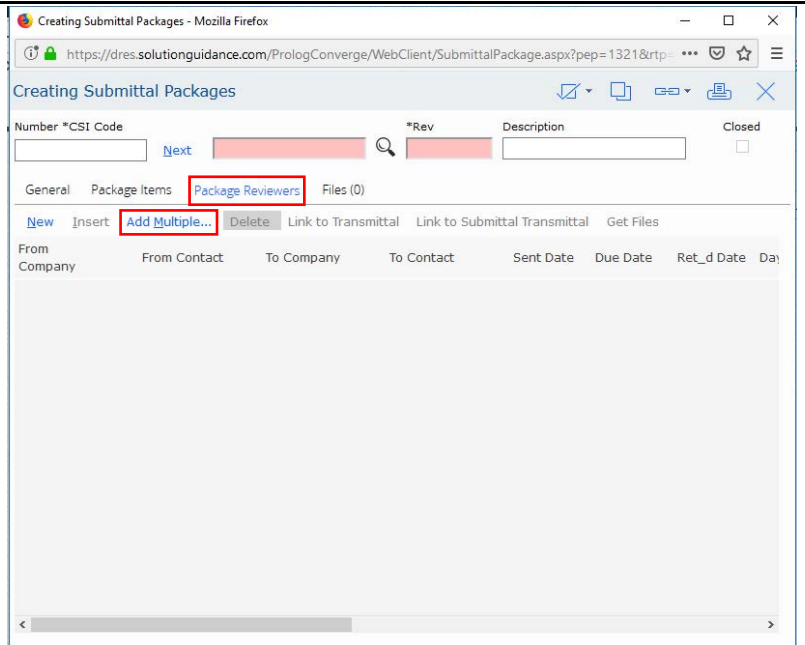 Creating Submittal Packages - Mozilla Firefox
https://dres.solutionguidance.com/PrologConverge/WebClient/SubmittalPackage.aspx?pep=1321&rtp=
Creating Submittal Packages
Number *CSI Code *Rev Description Closed
Next
General Package Items Package Reviewers Files (0)
New Insert Add Multiple... Delete Link to Transmittal Link to Submittal Transmittal Get Files
From Company From Contact To Company To Contact Sent Date Due Date Ret_d Date Day